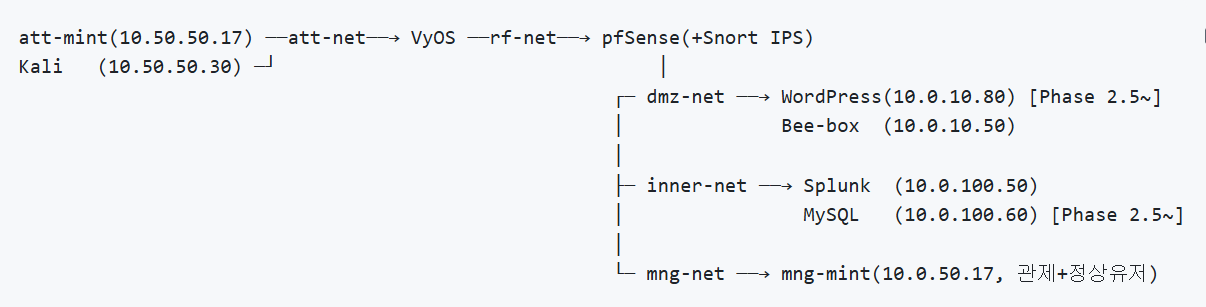 att-mint(10.50.50.17) ──att-net──→ VyOS ──rf-net──→ pfSense(+Snort IPS)
Kali (10.50.50.30) ─┘ │
┌─ dmz-net ──→ WordPress(10.0.10.80) [Phase 2.5~]
│ Bee-box (10.0.10.50)
│
├─ inner-net ──→ Splunk (10.0.100.50)
│ MySQL (10.0.100.60) [Phase 2.5~]
│
└─ mng-net ──→ mng-mint(10.0.50.17, 관제+정상유저)